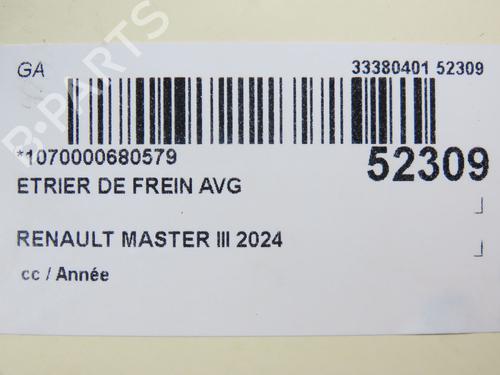 GA 33380401 52309
*1070000680579 52309
ETRIER DE FREIN AVG
RENAULT MASTER III 2024
cc / Année
B-PARTS